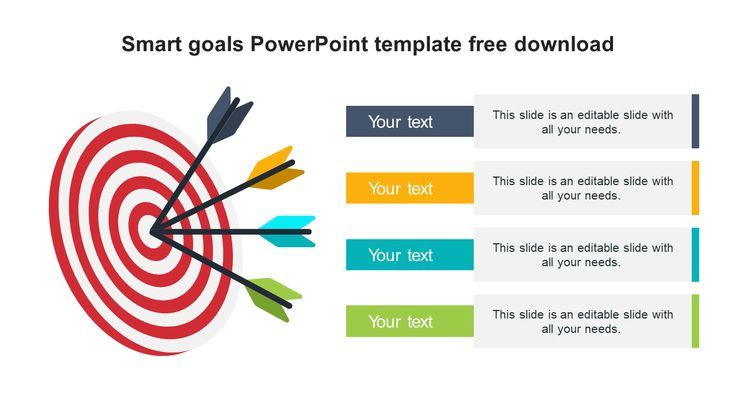 Smart goals PowerPoint template free download
Your text
This slide is an editable slide with
all your needs.
Your text
This slide is an editable slide with
all your needs.
Your text
This slide is an editable slide with
all your needs.
Your text
This slide is an editable slide with
all your needs.